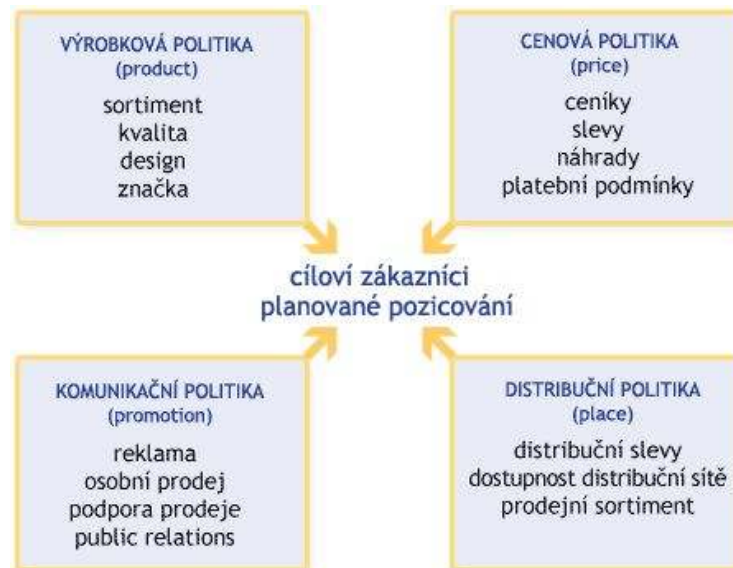 VÝROBKOVÁ POLITIKA
(product)
sortiment
kvalita
design
značka
CENOVÁ POLITIKA
(price)
ceníky
slevy
náhrady
platební podmínky
cíloví zákazníci
planované pozicování
KOMUNIKAČNÍ POLITIKA
(promotion)
reklama
osobní prodej
podpora prodeje
public relations
DISTRIBUČNÍ POLITIKA
(place)
distribuční slevy
dostupnost distribuční sítě
prodejní sortiment